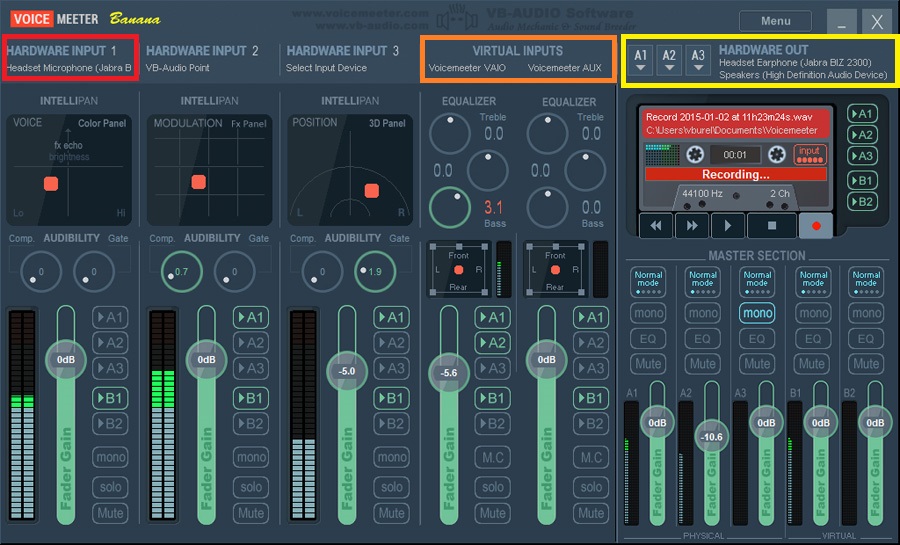 VOICE MEETER Banana
www.voicemeeter.com
www.vb-audio.com
VB-AUDIO Software
Audio Mechanic & Sound Breeder
Menu
HARDWARE INPUT 1
Headset Microphone (Jabra B
HARDWARE INPUT 2
VB-Audio Point
HARDWARE INPUT 3
Select Input Device
VIRTUAL INPUTS
Voicemeeter VAIO Voicemeeter AUX
A1 A2 A3
HARDWARE OUT
Headset Earphone (Jabra BIZ 2300)
Speakers (High Definition Audio Device)
INTELLIPAN
VOICE Color Panel
fx echo
brightness
Lo Hi
Comp. AUDIBILITY Gate
0 0
0dB
Fader Gain
A1
A2
A3
B1
B2
mono
solo
Mute
INTELLIPAN
MODULATION Fx Panel
Comp. AUDIBILITY Gate
0.7 0
0dB
Fader Gain
A1
A2
A3
B1
B2
mono
solo
Mute
INTELLIPAN
POSITION 3D Panel
L R
Comp. AUDIBILITY Gate
0 1.9
-5.0
Fader Gain
A1
A2
A3
B1
B2
mono
solo
Mute
EQUALIZER
Treble
0.0
0.0
3.1
Bass
Front
L R
Rear
-5.6
Fader Gain
A1
A2
A3
B1
B2
M.C
solo
Mute
EQUALIZER
Treble
0.0
0.0
0.0
Bass
Front
L R
Rear
0dB
Fader Gain
A1
A2
A3
B1
B2
M.C
solo
Mute
Record 2015-01-02 at 11h23m24s.wav
C:\Users\vburel\Documents\Voicemeeter
00:01
input
Recording...
44100 Hz 2 Ch
A1
A2
A3
B1
B2
MASTER SECTION
Normal mode Normal mode Normal mode Normal mode Normal mode
mono mono mono mono mono
EQ EQ EQ EQ EQ
Mute Mute Mute Mute Mute
A1 A2 A3 B1 B2
0dB -10.6 0dB 0dB 0dB
Fader Gain Fader Gain Fader Gain Fader Gain Fader Gain
PHYSICAL VIRTUAL